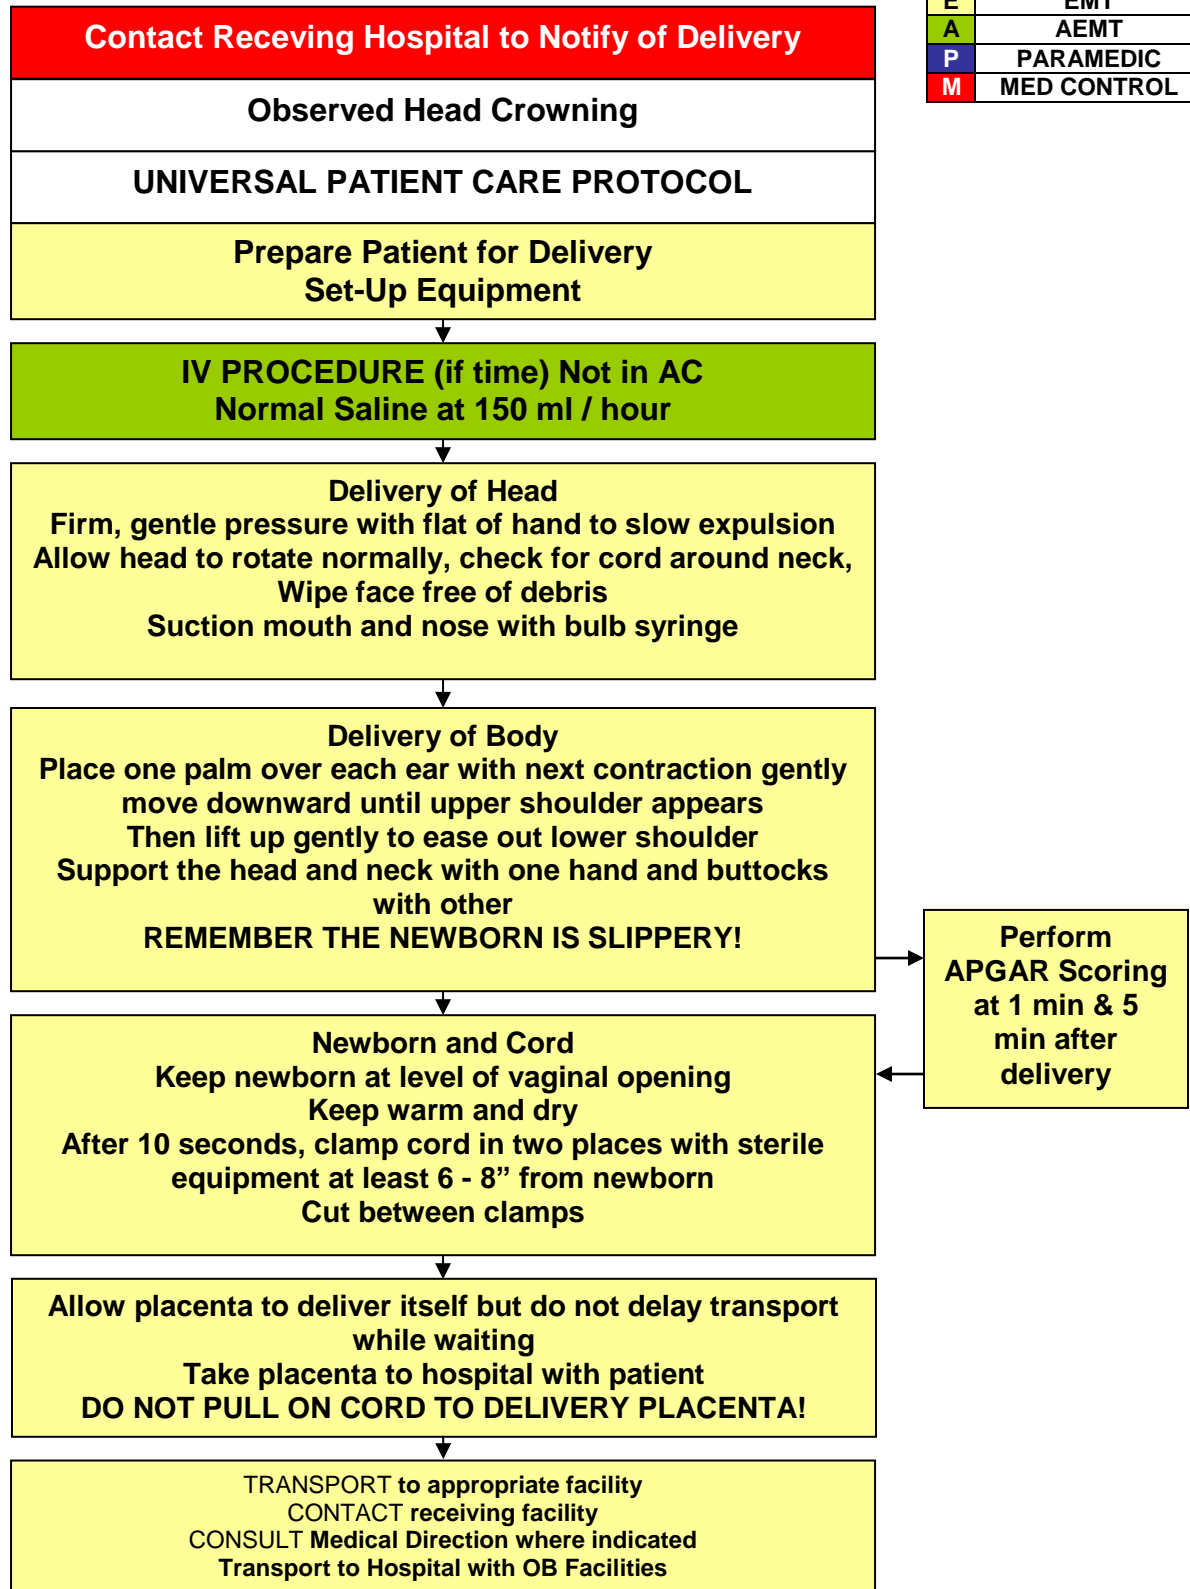 Contact Receving Hospital to Notify of Delivery
E EMT
A AEMT
P PARAMEDIC
M MED CONTROL
Observed Head Crowning
UNIVERSAL PATIENT CARE PROTOCOL
Prepare Patient for Delivery
Set-Up Equipment
IV PROCEDURE (if time) Not in AC
Normal Saline at 150 ml / hour
Delivery of Head
Firm, gentle pressure with flat of hand to slow expulsion
Allow head to rotate normally, check for cord around neck,
Wipe face free of debris
Suction mouth and nose with bulb syringe
Delivery of Body
Place one palm over each ear with next contraction gently
move downward until upper shoulder appears
Then lift up gently to ease out lower shoulder
Support the head and neck with one hand and buttocks
with other
REMEMBER THE NEWBORN IS SLIPPERY!
Perform
APGAR Scoring
at 1 min & 5
min after
delivery
Newborn and Cord
Keep newborn at level of vaginal opening
Keep warm and dry
After 10 seconds, clamp cord in two places with sterile
equipment at least 6 - 8” from newborn
Cut between clamps
Allow placenta to deliver itself but do not delay transport
while waiting
Take placenta to hospital with patient
DO NOT PULL ON CORD TO DELIVERY PLACENTA!
TRANSPORT to appropriate facility
CONTACT receiving facility
CONSULT Medical Direction where indicated
Transport to Hospital with OB Facilities